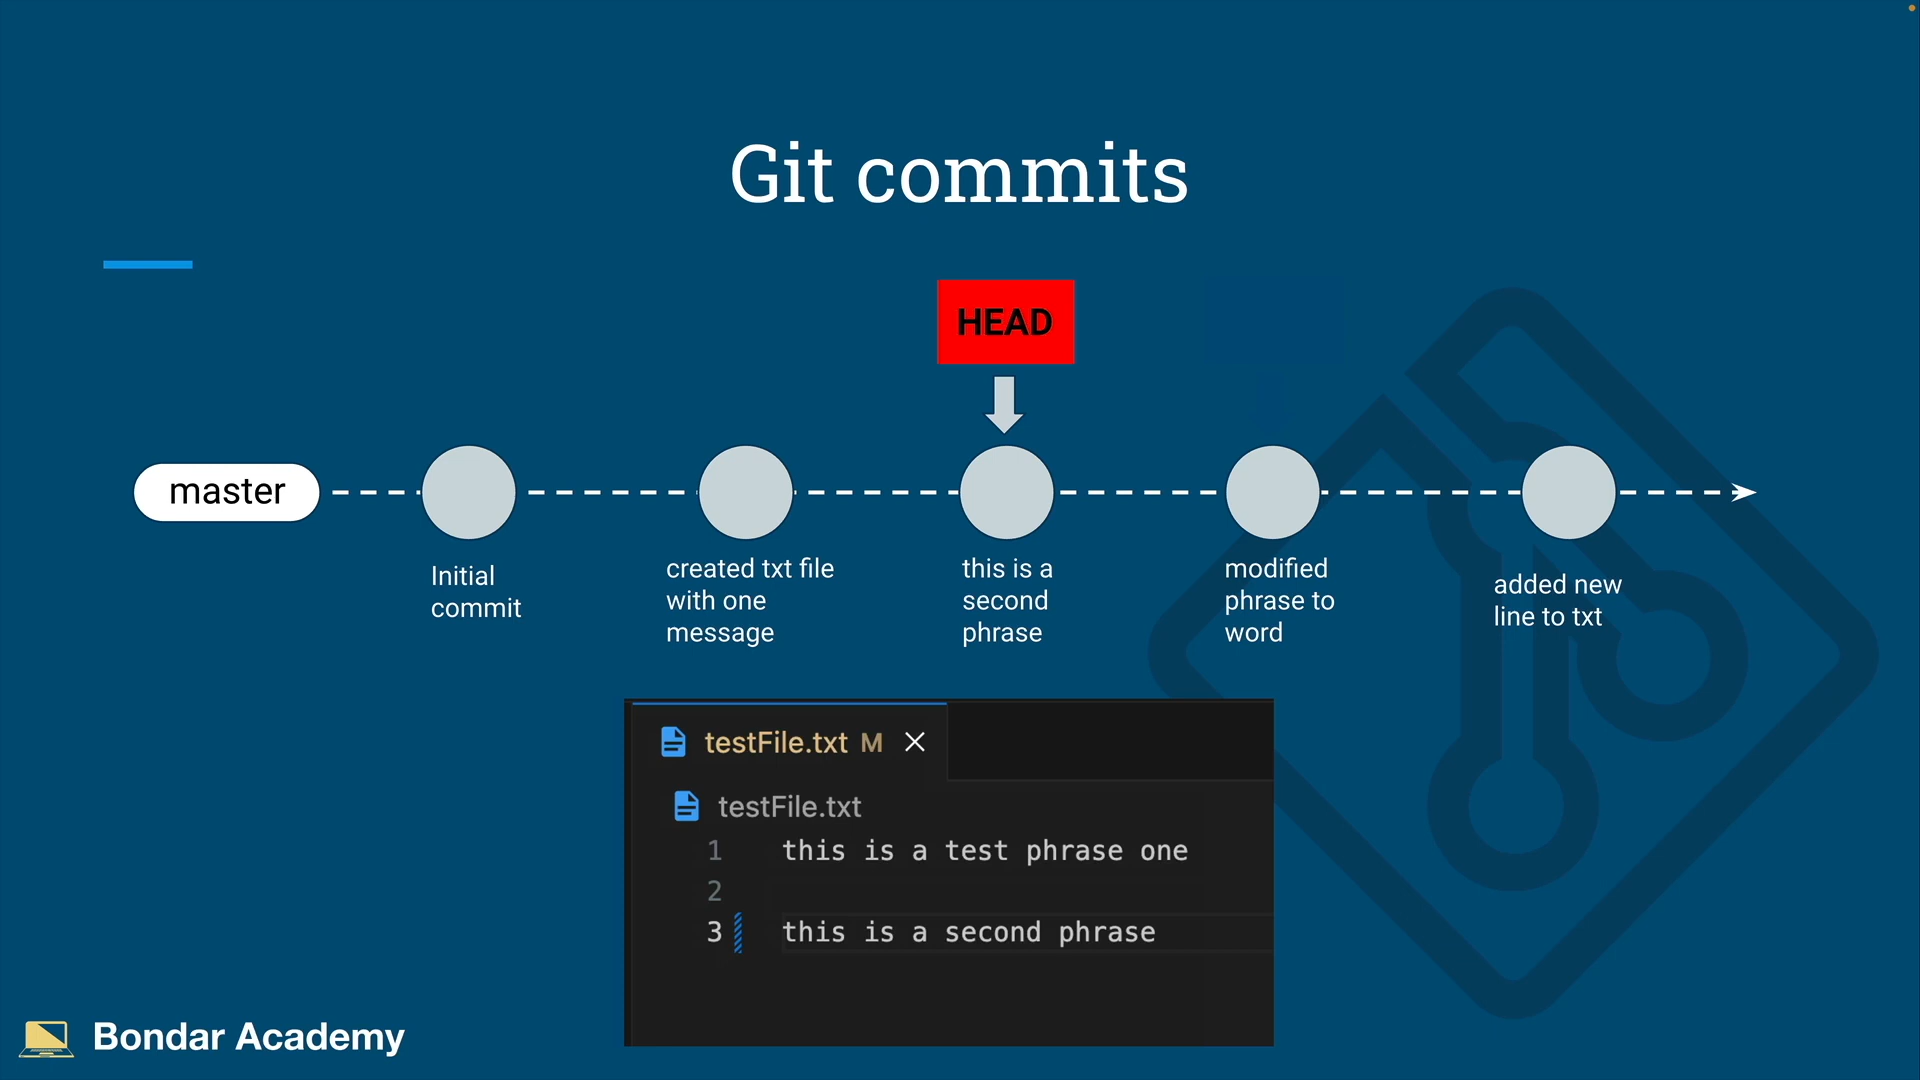 Git commits
HEAD
master
Initial
commit
created txt file
with one
message
this is a
second
phrase
modified
phrase to
word
added new
line to txt
testFile.txt M
testFile.txt
1 this is a test phrase one
2
3 this is a second phrase
Bondar Academy